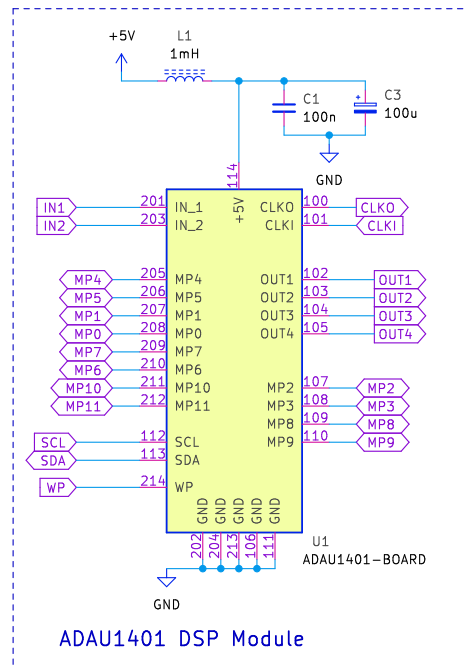 +5V
L1
1mH
C1
100n
C3
100u
+
GND
114
+5V
IN1 201 IN_1 CLKO 100 CLKO
IN2 203 IN_2 CLKI 101 CLKI
MP4 205 MP4 OUT1 102 OUT1
MP5 206 MP5 OUT2 103 OUT2
MP1 207 MP1 OUT3 104 OUT3
MP0 208 MP0 OUT4 105 OUT4
MP7 209 MP7
MP6 210 MP6
MP10 211 MP10 MP2 107 MP2
MP11 212 MP11 MP3 108 MP3
MP8 109 MP8
SCL 112 SCL MP9 110 MP9
SDA 113 SDA
WP 214 WP
GND GND GND GND GND
202 204 213 106 111
U1
ADAU1401-BOARD
GND
ADAU1401 DSP Module